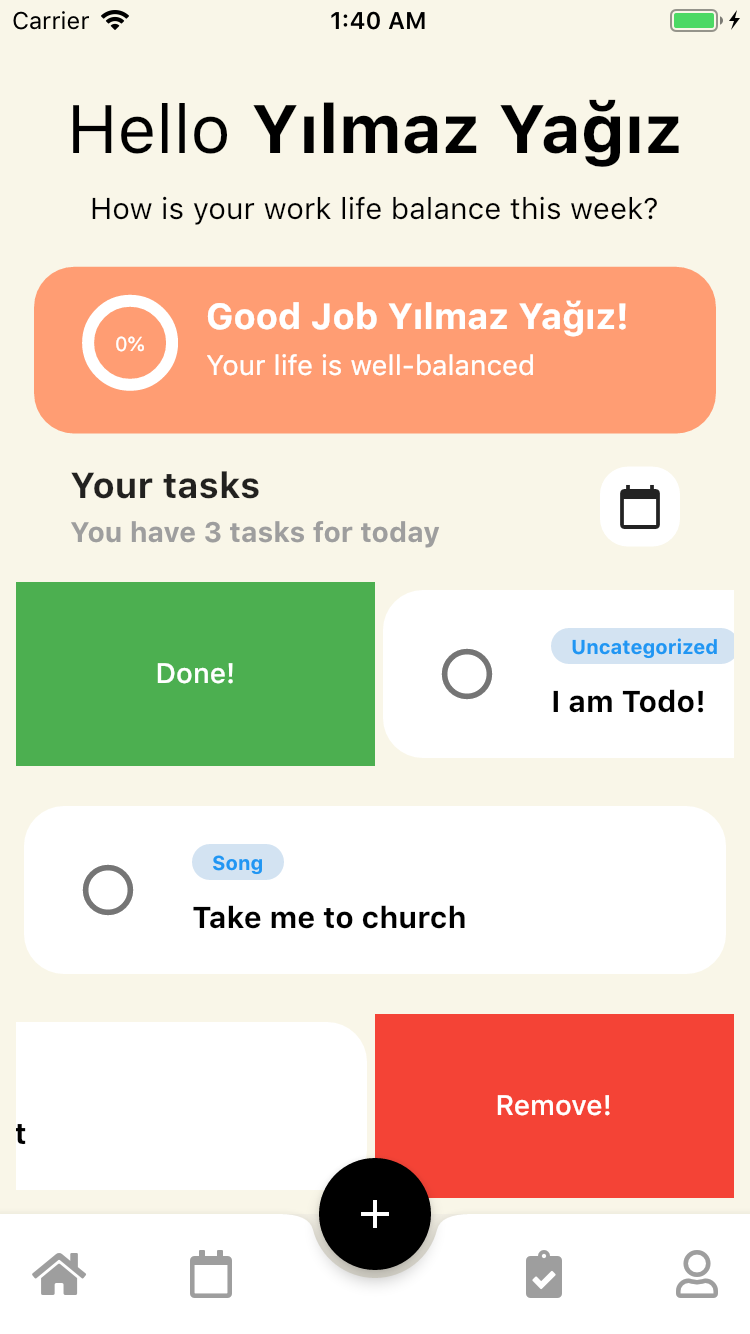 Carrier 1:40 AM
Hello Yılmaz Yağız
How is your work life balance this week?
0%
Good Job Yılmaz Yağız!
Your life is well-balanced
Your tasks
You have 3 tasks for today
Done!
Uncategorized
I am Todo!
Song
Take me to church
t
Remove!